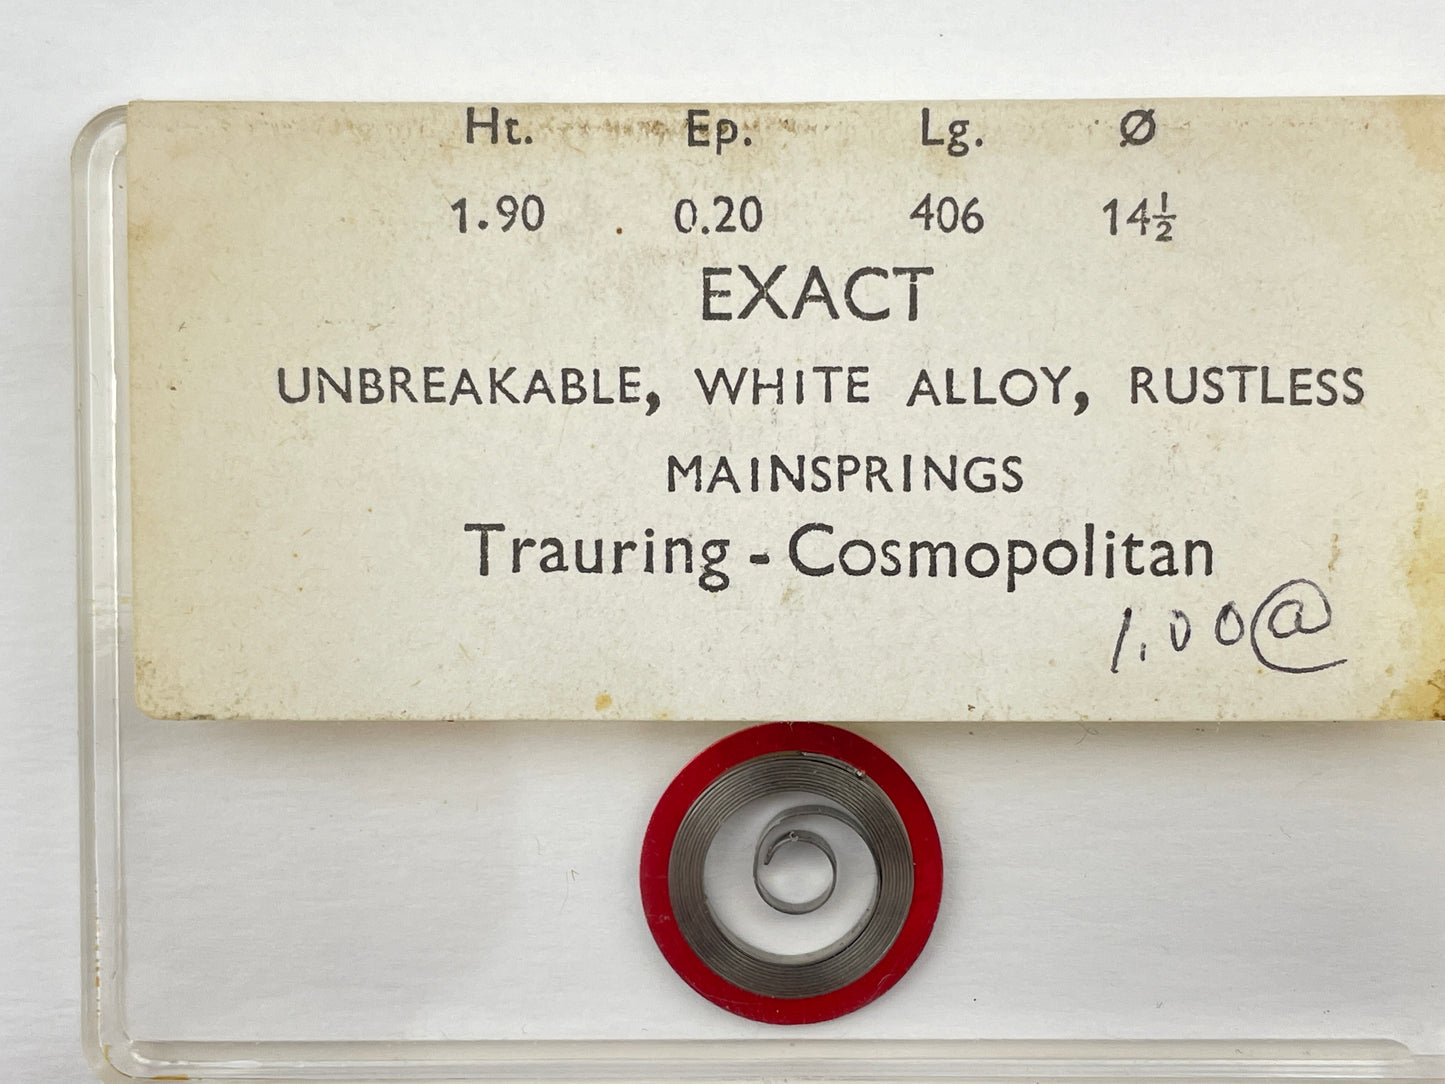 Ht. Ep. Lg. Ø
1.90 0.20 406 14½
EXACT
UNBREAKABLE, WHITE ALLOY, RUSTLESS
MAINSPRINGS
Trauring - Cosmopolitan
1.00@